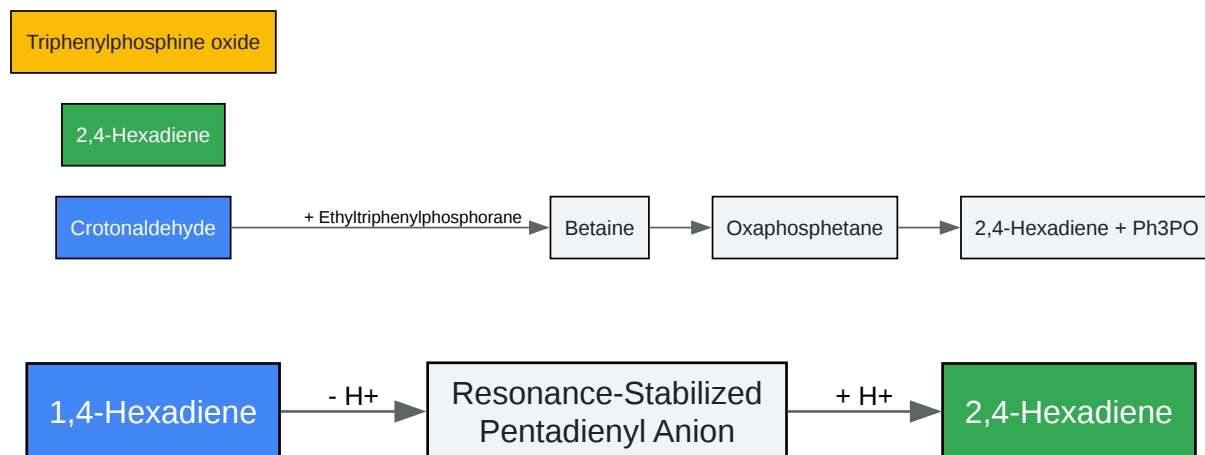 Triphenylphosphine oxide
2,4-Hexadiene
Crotonaldehyde
+ Ethyltriphenylphosphorane
Betaine
Oxaphosphetane
2,4-Hexadiene + Ph3PO
1,4-Hexadiene
- H+
Resonance-Stabilized
Pentadienyl Anion
+ H+
2,4-Hexadiene